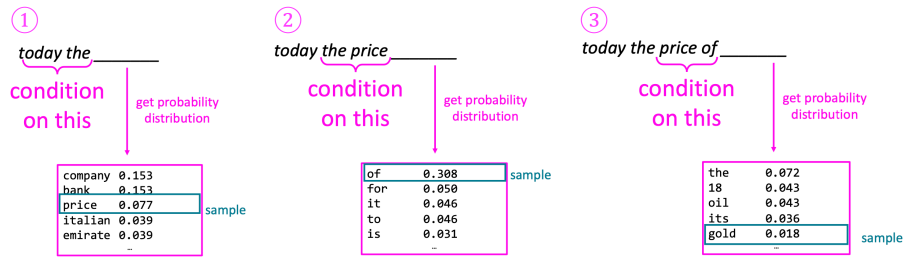 ①
today the ________
condition
on this
get probability
distribution
company 0.153
bank 0.153
price 0.077
italian 0.039
emirate 0.039
…
sample
②
today the price ________
condition
on this
get probability
distribution
of 0.308
for 0.050
it 0.046
to 0.046
is 0.031
…
sample
③
today the price of ________
condition
on this
get probability
distribution
the 0.072
18 0.043
oil 0.043
its 0.036
gold 0.018
…
sample